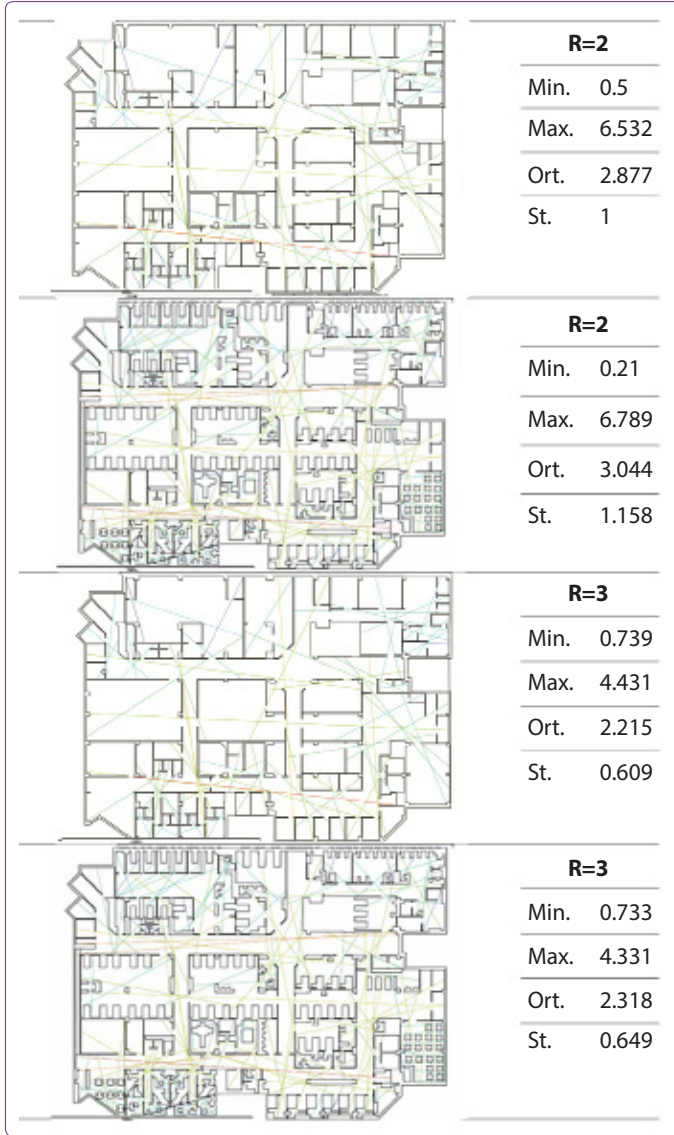 R=2
Min. 0.5
Max. 6.532
Ort. 2.877
St. 1
R=2
Min. 0.21
Max. 6.789
Ort. 3.044
St. 1.158
R=3
Min. 0.739
Max. 4.431
Ort. 2.215
St. 0.609
R=3
Min. 0.733
Max. 4.331
Ort. 2.318
St. 0.649